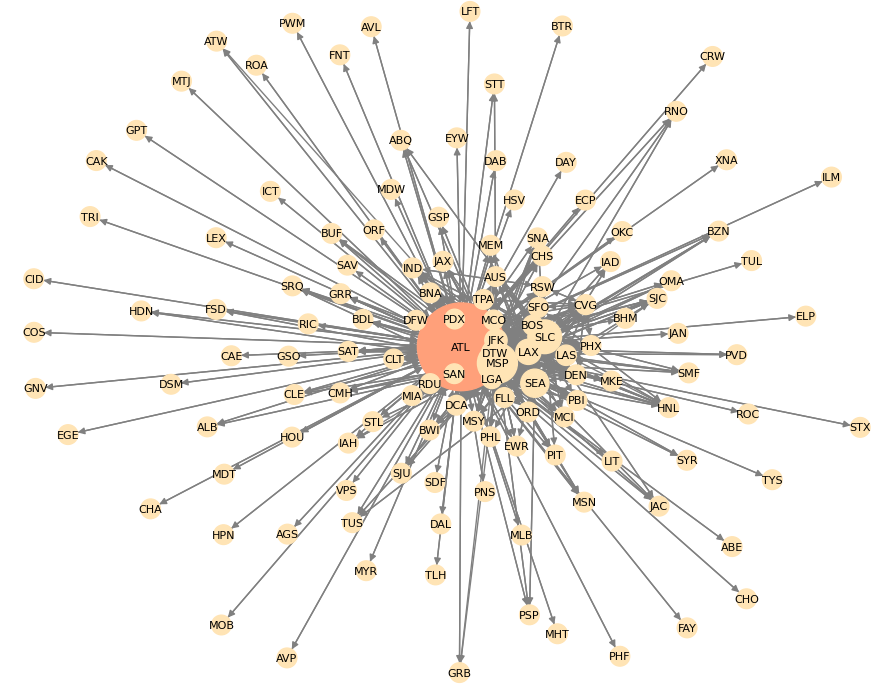 LFT
PWM
AVL
BTR
ATW
FNT
CRW
ROA
MTJ
STT
RNO
GPT
ABQ
EYW
CAK
DAB
DAY
XNA
ILM
ICT
MDW
HSV
ECP
TRI
GSP
BUF
ORF
OKC
BZN
LEX
SNA
MEM
CHS
JAX
IAD
TUL
SAV
IND
AUS
CID
OMA
SRQ
GRR
BNA
RSW
TPA
SJC
CVG
SFO
HDN
FSD
BDL
DFW
PDX
MCO
BHM
ELP
RIC
BOS
COS
JAN
SLC
JFK
ATL
PHX
CAE
GSO
SAT
CLT
DTW
LAX
LAS
PVD
MSP
SAN
DEN
SMF
GNV
DSM
RDU
LGA
SEA
MKE
CLE
CMH
MIA
FLL
PBI
HNL
DCA
ORD
ROC
MCI
STL
MSY
ALB
STX
EGE
HOU
IAH
BWI
PHL
EWR
PIT
LIT
SYR
MDT
SJU
SDF
TYS
VPS
PNS
MSN
CHA
JAC
TUS
DAL
HPN
AGS
MLB
ABE
MYR
TLH
CHO
PSP
MOB
FAY
MHT
AVP
PHF
GRB